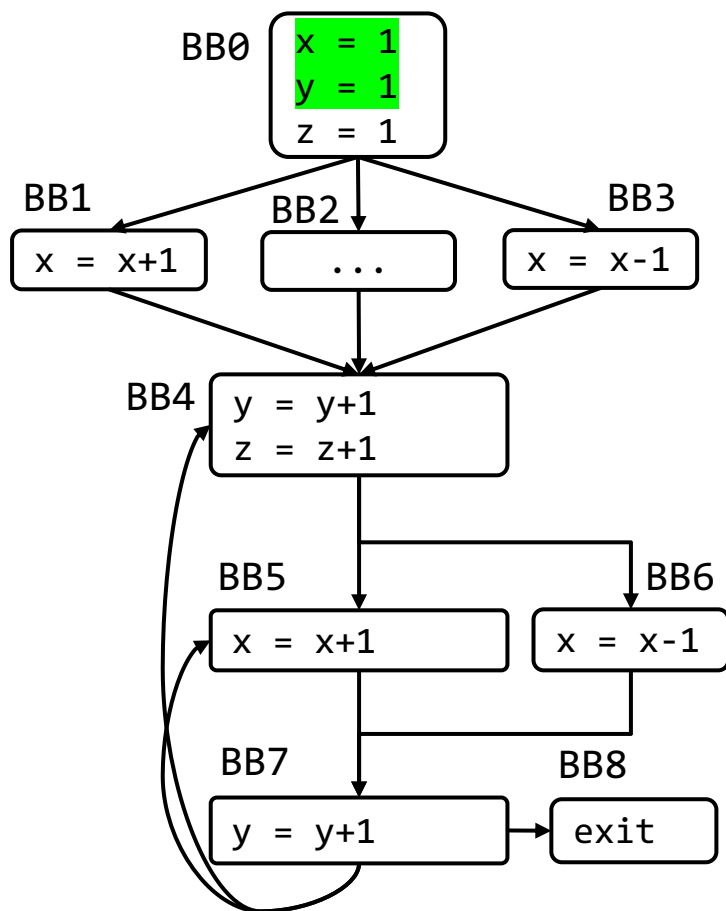 BB0
x = 1
y = 1
z = 1
BB1
x = x+1
BB2
...
BB3
x = x-1
BB4
y = y+1
z = z+1
BB5
x = x+1
BB6
x = x-1
BB7
y = y+1
BB8
exit